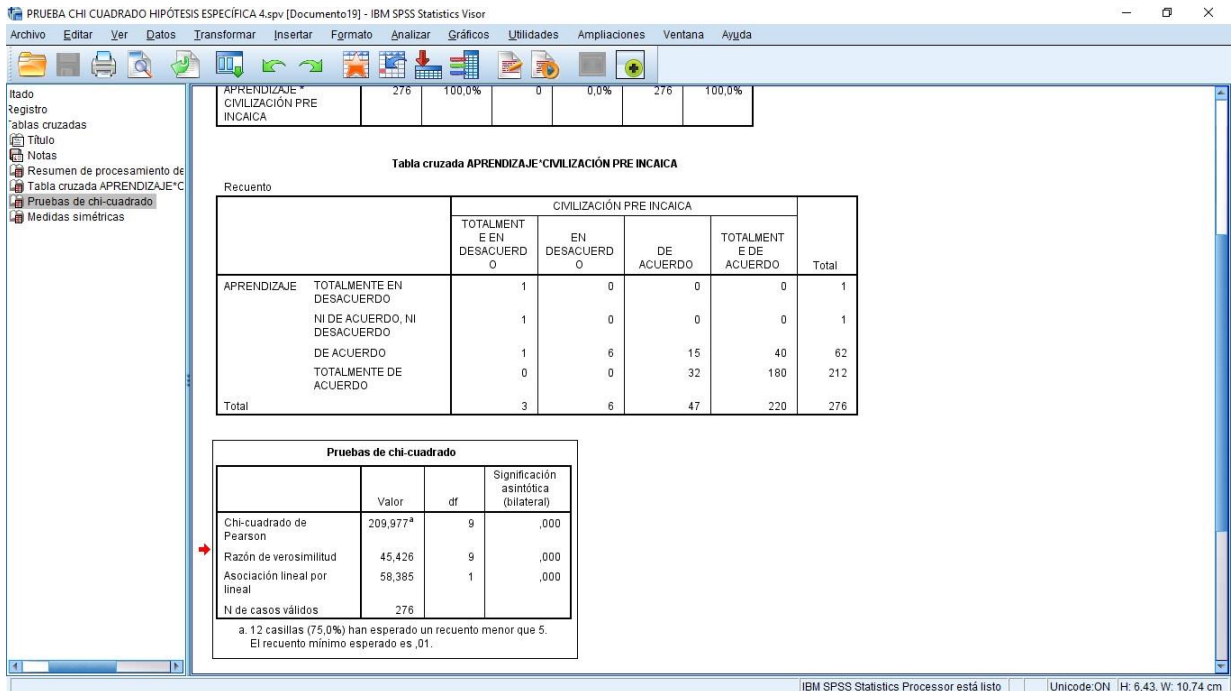 PRUEBA CHI CUADRADO HIPÓTESIS ESPECÍFICA 4.spv [Documento19] - IBM SPSS Statistics Visor
Archivo Editar Ver Datos Transformar Insertar Formato Analizar Gráficos Utilidades Ampliaciones Ventana Ayuda
ltado
Registro
Tablas cruzadas
Título
Notas
Resumen de procesamiento de
Tabla cruzada APRENDIZAJE*C
Pruebas de chi-cuadrado
Medidas simétricas
APRENDIZAJE * 276 100,0% 0 0,0% 276 100,0%
CIVILIZACIÓN PRE
INCAICA
Tabla cruzada APRENDIZAJE*CIVILIZACIÓN PRE INCAICA
Recuento
CIVILIZACIÓN PRE INCAICA
TOTALMENT
E EN
DESACUERD
O
EN
DESACUERD
O
DE
ACUERDO
TOTALMENT
E DE
ACUERDO
Total
APRENDIZAJE TOTALMENTE EN 1 0 0 0 1
DESACUERDO
NI DE ACUERDO, NI 1 0 0 0 1
DESACUERDO
DE ACUERDO 1 6 15 40 62
TOTALMENTE DE 0 0 32 180 212
ACUERDO
Total 3 6 47 220 276
Pruebas de chi-cuadrado
Valor
df
Significación
asintótica
(bilateral)
Chi-cuadrado de 209,977a 9 ,000
Pearson
Razón de verosimilitud 45,426 9 ,000
Asociación lineal por 58,385 1 ,000
lineal
N de casos válidos 276
a. 12 casillas (75,0%) han esperado un recuento menor que 5.
El recuento mínimo esperado es ,01.
IBM SPSS Statistics Processor está listo Unicode:ON H: 6,43, W: 10,74 cm